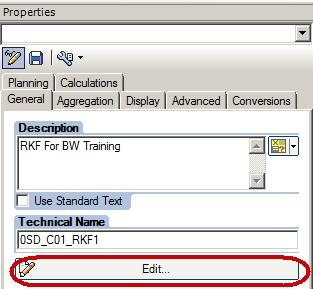 Properties
Planning Calculations
General Aggregation Display Advanced Conversions
Description
RKF For BW Training
Use Standard Text
Technical Name
0SD_C01_RKF1
Edit...